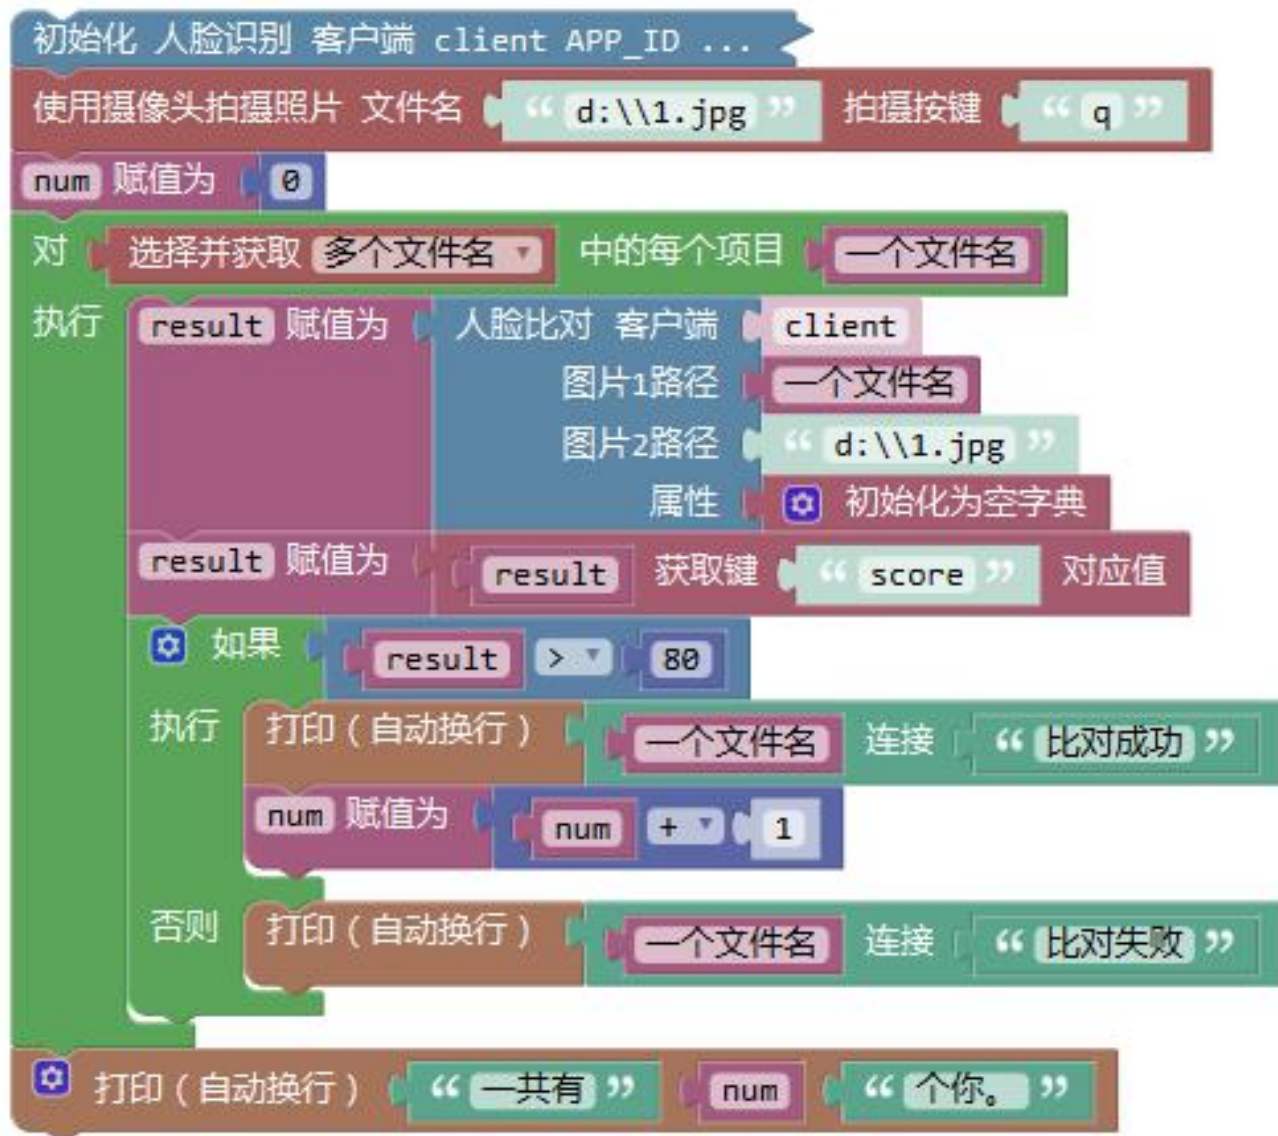 初始化 人脸识别 客户端 client APP_ID ...
使用摄像头拍摄照片 文件名 “ d:\\1.jpg ” 拍摄按键 “ q ”
num 赋值为 0
对 选择并获取 多个文件名 中的每个项目 一个文件名
执行 result 赋值为 人脸比对 客户端 client
图片1路径 一个文件名
图片2路径 “ d:\\1.jpg ”
属性 初始化为空字典
result 赋值为 result 获取键 “ score ” 对应值
如果 result > 80
执行 打印（自动换行） 一个文件名 连接 “ 比对成功 ”
num 赋值为 num + 1
否则 打印（自动换行） 一个文件名 连接 “ 比对失败 ”
打印（自动换行） “ 一共有 ” num “ 个你。 ”